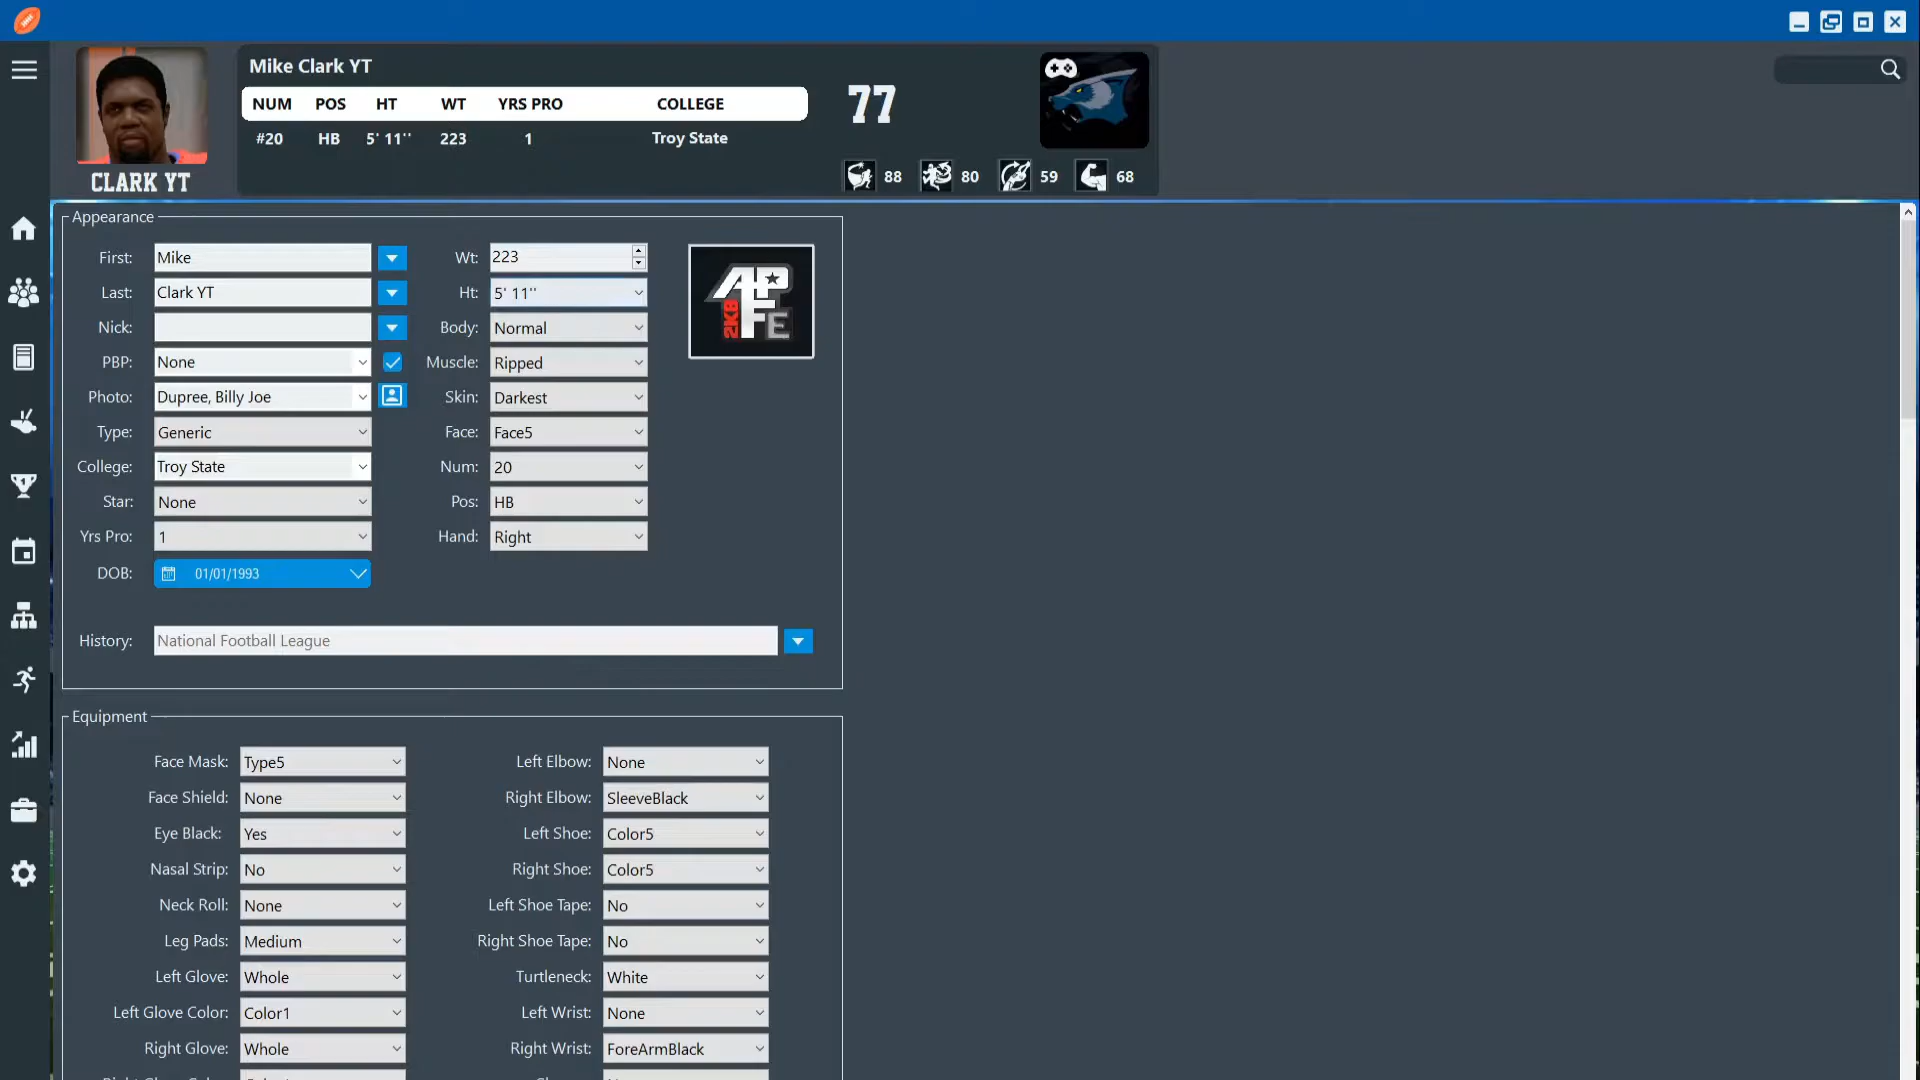 Mike Clark YT
NUM POS HT WT YRS PRO COLLEGE
#20 HB 5' 11'' 223 1 Troy State
77
CLARK YT
88 80 59 68
Appearance
First: Mike Wt: 223
Last: Clark YT Ht: 5' 11''
Nick: Body: Normal
PBP: None Muscle: Ripped
Photo: Dupree, Billy Joe Skin: Darkest
Type: Generic Face: Face5
College: Troy State Num: 20
Star: None Pos: HB
Yrs Pro: 1 Hand: Right
DOB: 01/01/1993
APF 2K8 E
History: National Football League
Equipment
Face Mask: Type5 Left Elbow: None
Face Shield: None Right Elbow: SleeveBlack
Eye Black: Yes Left Shoe: Color5
Nasal Strip: No Right Shoe: Color5
Neck Roll: None Left Shoe Tape: No
Leg Pads: Medium Right Shoe Tape: No
Left Glove: Whole Turtleneck: White
Left Glove Color: Color1 Left Wrist: None
Right Glove: Whole Right Wrist: ForeArmBlack